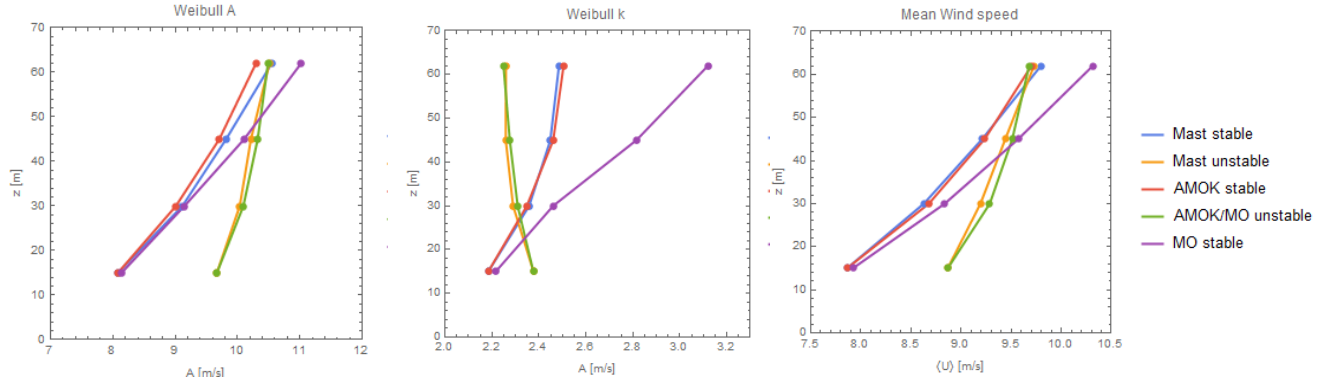 Weibull A
70
60
50
40
30
20
10
0
z [m]
7 8 9 10 11 12
A [m/s]
Weibull k
70
60
50
40
30
20
10
0
z [m]
2.0 2.2 2.4 2.6 2.8 3.0 3.2
A [m/s]
Mean Wind speed
70
60
50
40
30
20
10
0
z [m]
7.5 8.0 8.5 9.0 9.5 10.0 10.5
⟨U⟩ [m/s]
Mast stable
Mast unstable
AMOK stable
AMOK/MO unstable
MO stable